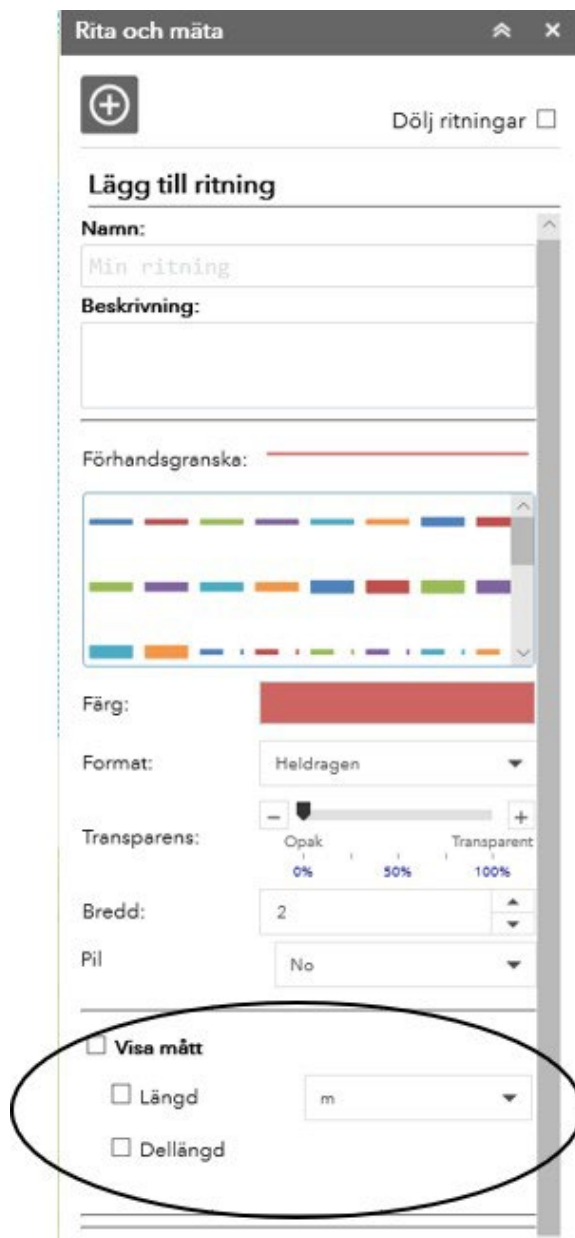 Rita och mäta
Dölj ritningar
Lägg till ritning
Namn:
Min ritning
Beskrivning:
Förhandsgranska:
Färg:
Format:
Heldragen
Transparens:
Opak Transparent
0% 50% 100%
Bredd:
2
Pil
No
Visa mått
Längd
m
Dellängd